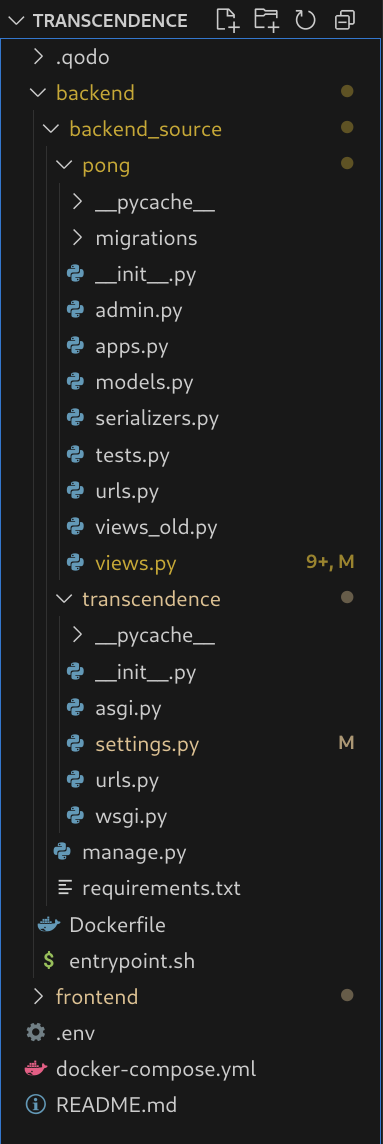 TRANSCENDENCE
.qodo
backend
backend_source
pong
__pycache__
migrations
__init__.py
admin.py
apps.py
models.py
serializers.py
tests.py
urls.py
views_old.py
views.py 9+, M
transcendence
__pycache__
__init__.py
asgi.py
settings.py M
urls.py
wsgi.py
manage.py
requirements.txt
Dockerfile
$ entrypoint.sh
frontend
.env
docker-compose.yml
README.md